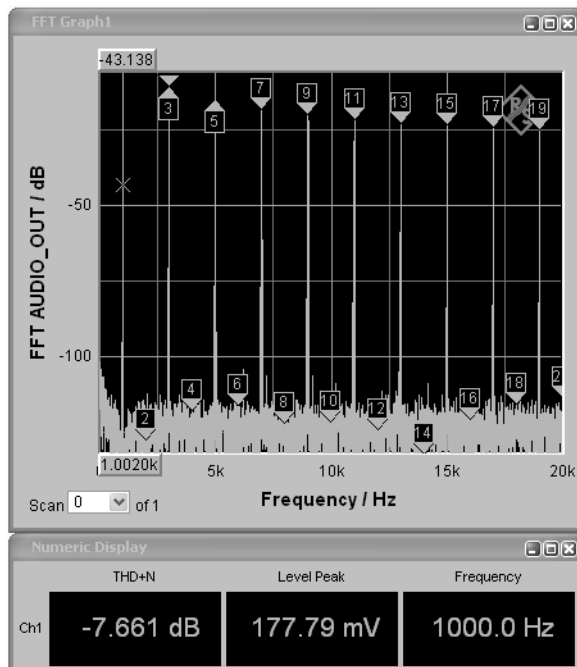 FFT Graph1
-43.138
3
5
7
9
11
13
15
17
19
-50
-100
FFT AUDIO_OUT / dB
2
4
6
8
10
12
14
16
18
1.0020k
5k
10k
15k
20k
Scan 0 of 1
Frequency / Hz
Numeric Display
THD+N
Level Peak
Frequency
Ch1
-7.661 dB
177.79 mV
1000.0 Hz